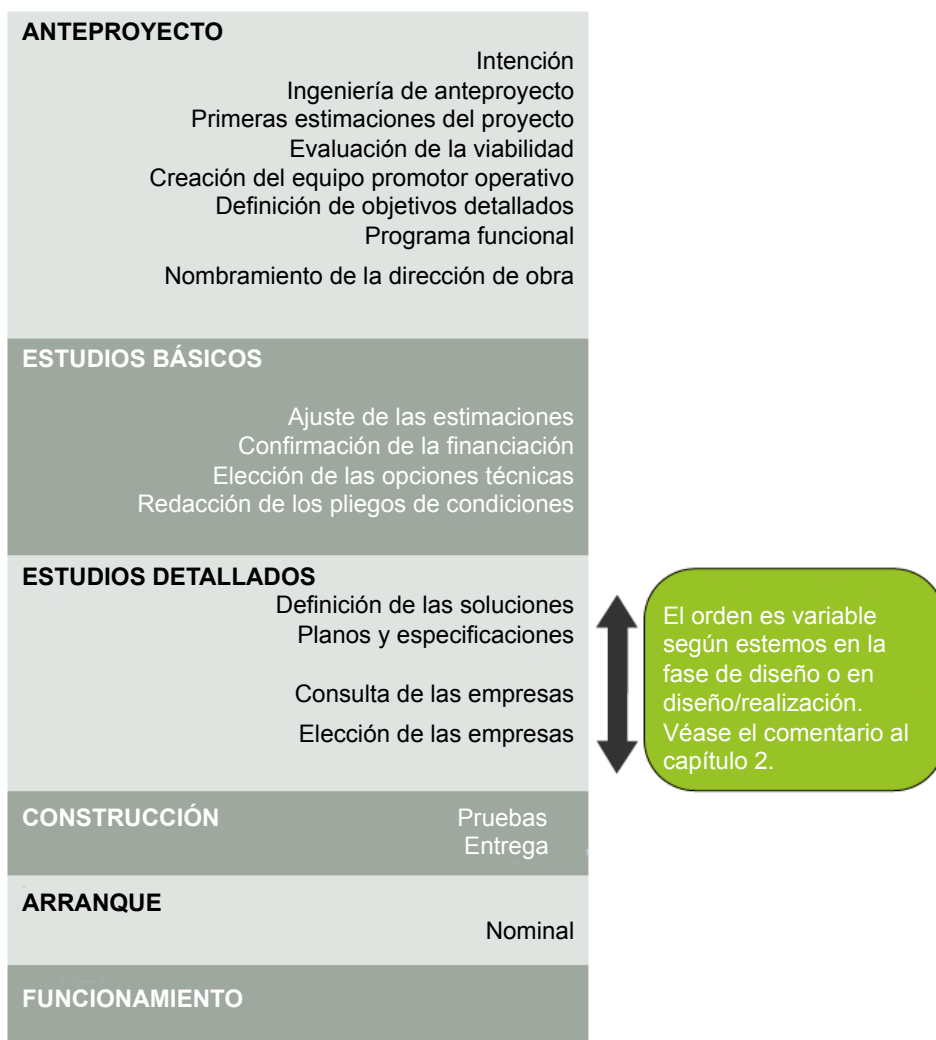 ANTEPROYECTO
Intención
Ingeniería de anteproyecto
Primeras estimaciones del proyecto
Evaluación de la viabilidad
Creación del equipo promotor operativo
Definición de objetivos detallados
Programa funcional
Nombramiento de la dirección de obra
ESTUDIOS BÁSICOS
Ajuste de las estimaciones
Confirmación de la financiación
Elección de las opciones técnicas
Redacción de los pliegos de condiciones
ESTUDIOS DETALLADOS
Definición de las soluciones
Planos y especificaciones
Consulta de las empresas
Elección de las empresas
El orden es variable
según estemos en la
fase de diseño o en
diseño/realización.
Véase el comentario al
capítulo 2.
CONSTRUCCIÓN Pruebas
Entrega
ARRANQUE
Nominal
FUNCIONAMIENTO